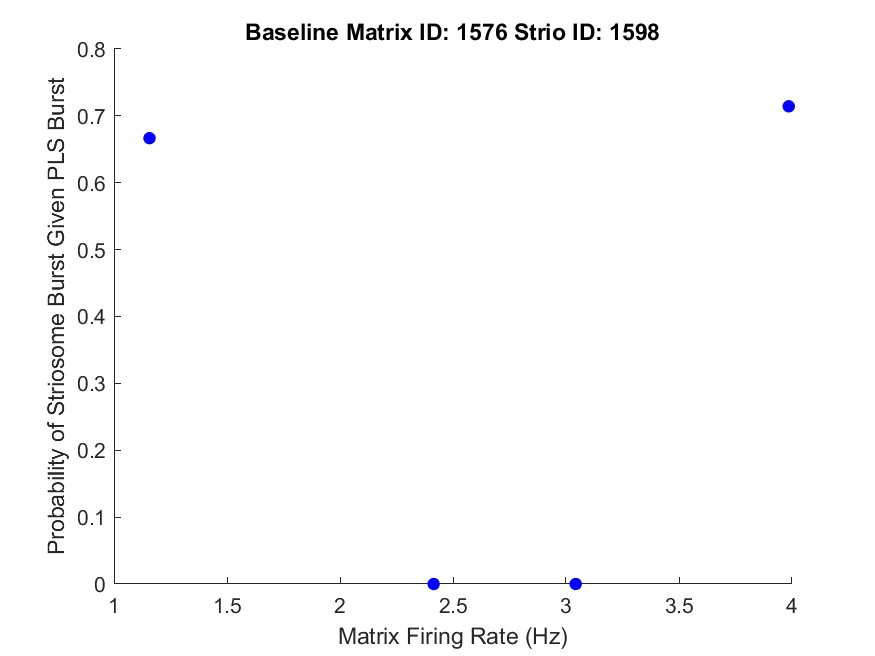 Baseline Matrix ID: 1576 Strio ID: 1598
Probability of Striosome Burst Given PLS Burst
0.8
0.7
0.6
0.5
0.4
0.3
0.2
0.1
0
1 1.5 2 2.5 3 3.5 4
Matrix Firing Rate (Hz)